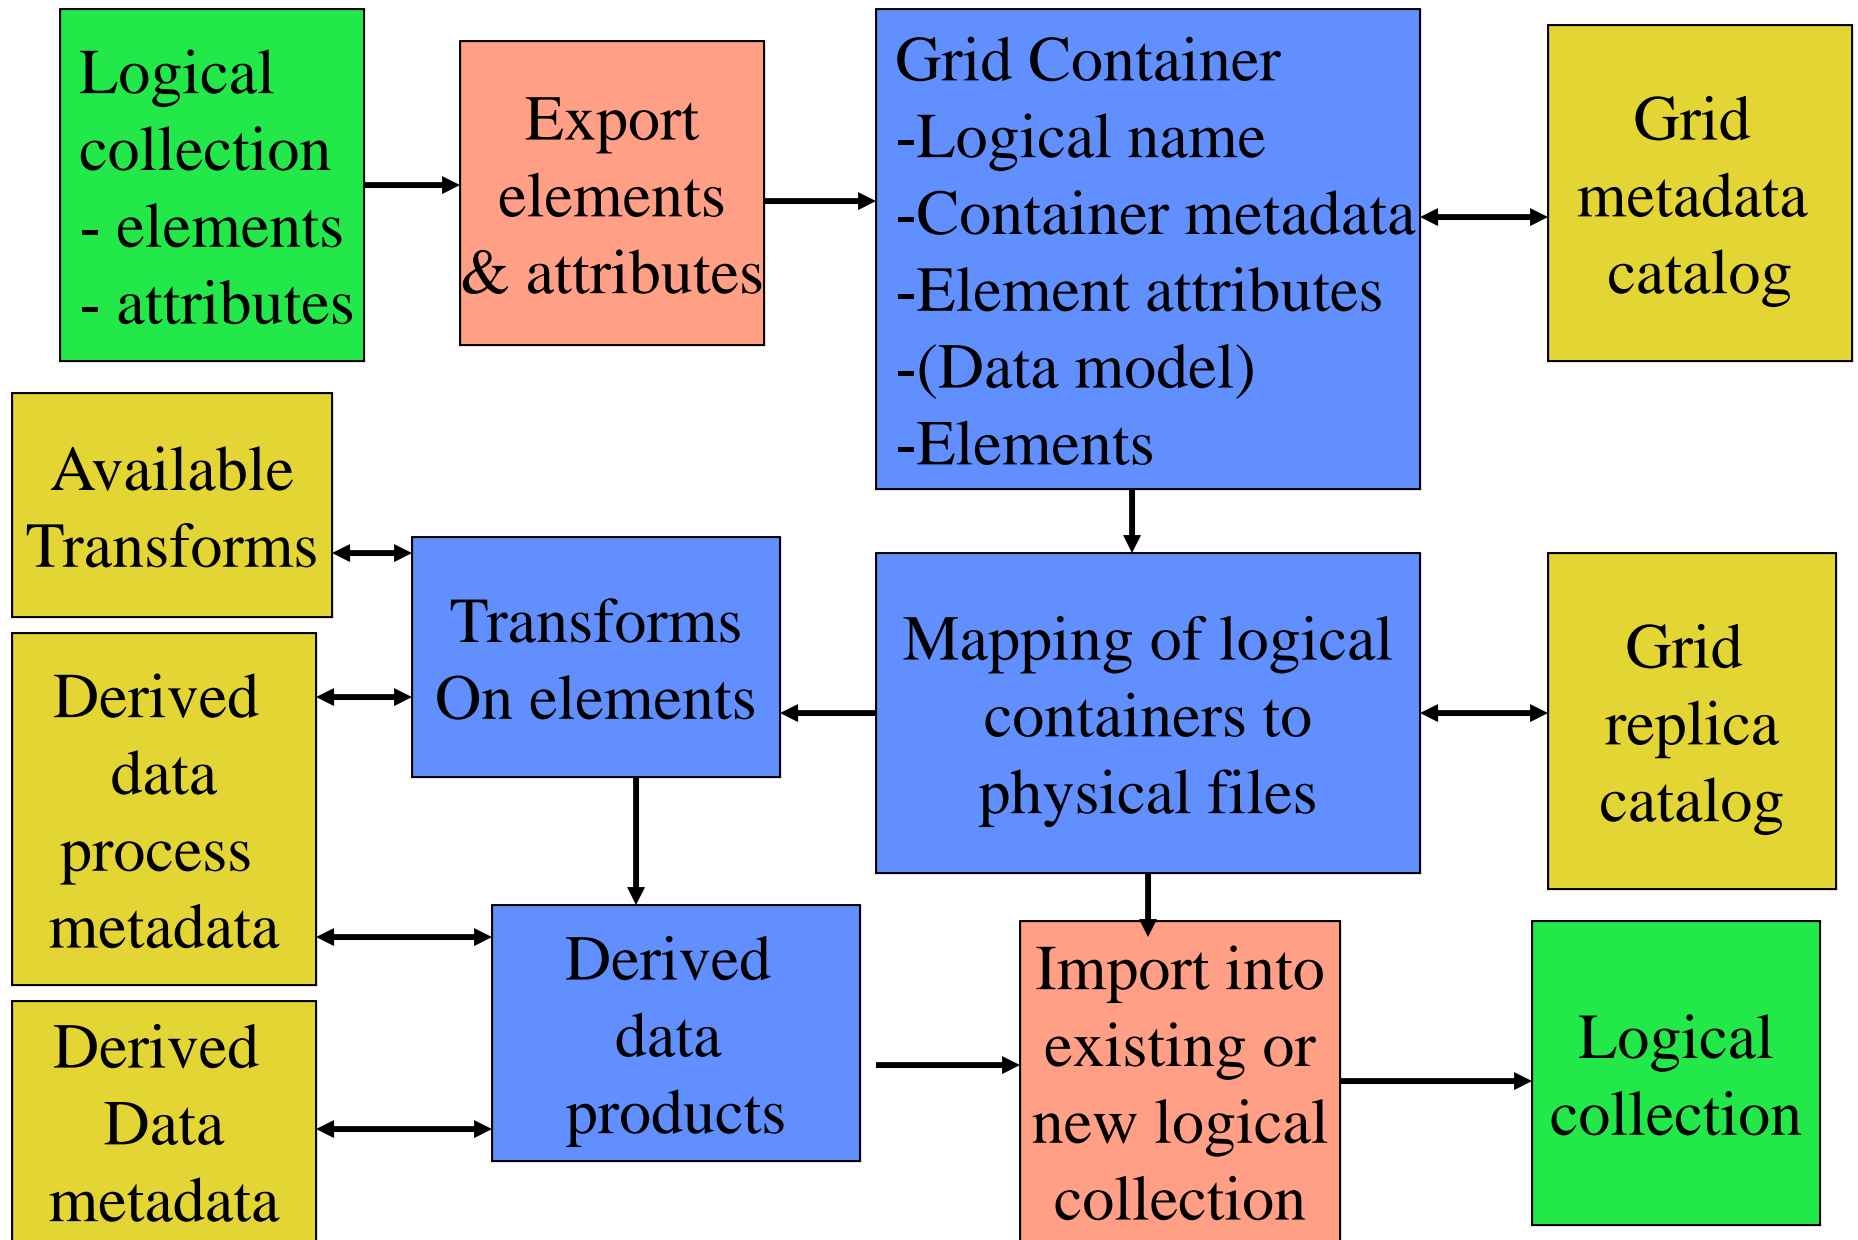 Logical
collection
- elements
- attributes
Export
elements
& attributes
Grid Container
-Logical name
-Container metadata
-Element attributes
-(Data model)
-Elements
Grid
metadata
catalog
Available
Transforms
Transforms
On elements
Mapping of logical
containers to
physical files
Grid
replica
catalog
Derived
data
process
metadata
Derived
data
products
Import into
existing or
new logical
collection
Logical
collection
Derived
Data
metadata